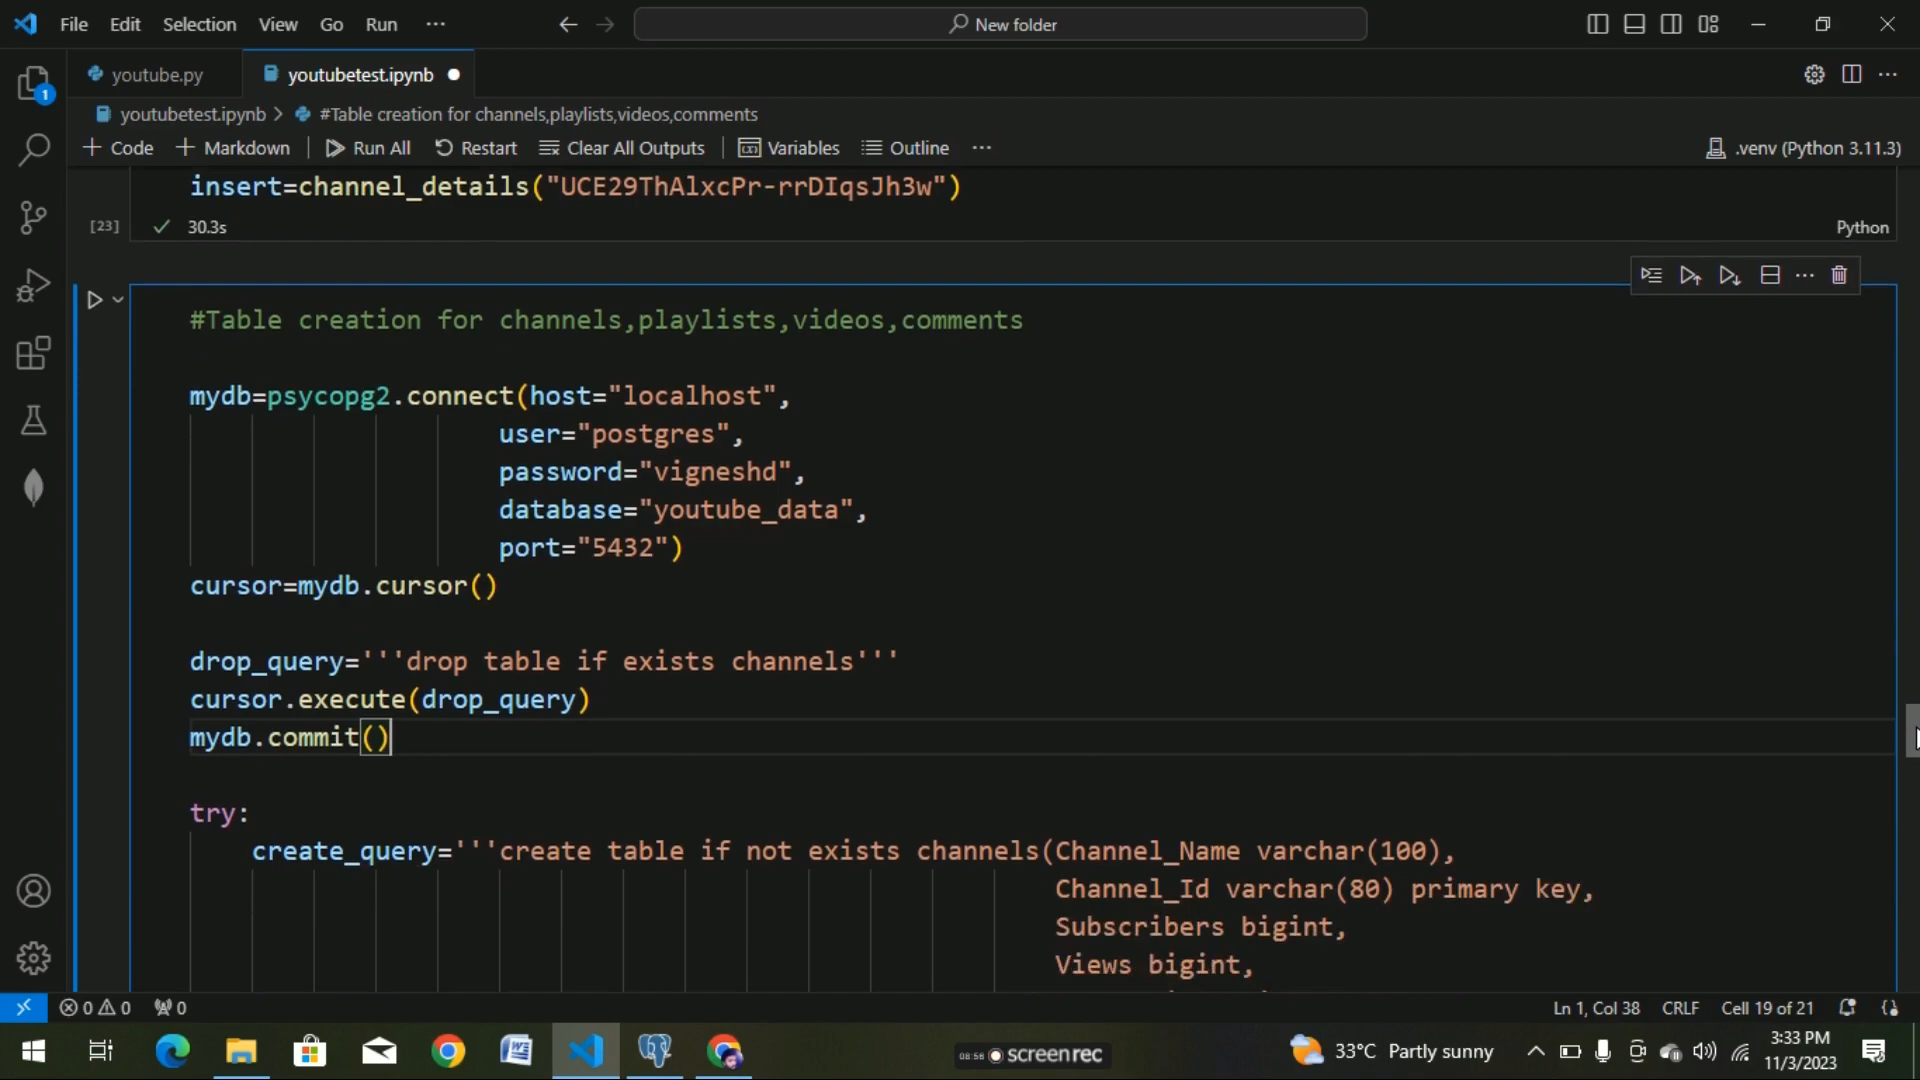 File Edit Selection View Go Run ··· New folder
youtube.py youtubetest.ipynb
1
youtubetest.ipynb > #Table creation for channels,playlists,videos,comments
Code Markdown Run All Restart Clear All Outputs Variables Outline ··· .venv (Python 3.11.3)
insert=channel_details("UCE29ThAlxcPr-rrDIqsJh3w")
[23] 30.3s Python
#Table creation for channels,playlists,videos,comments
mydb=psycopg2.connect(host="localhost",
user="postgres",
password="vigneshd",
database="youtube_data",
port="5432")
cursor=mydb.cursor()
drop_query='''drop table if exists channels'''
cursor.execute(drop_query)
mydb.commit()
try:
create_query='''create table if not exists channels(Channel_Name varchar(100),
Channel_Id varchar(80) primary key,
Subscribers bigint,
Views bigint,
0 0 0 Ln 1, Col 38 CRLF Cell 19 of 21
08:56 screenrec 33°C Partly sunny 3:33 PM
11/3/2023